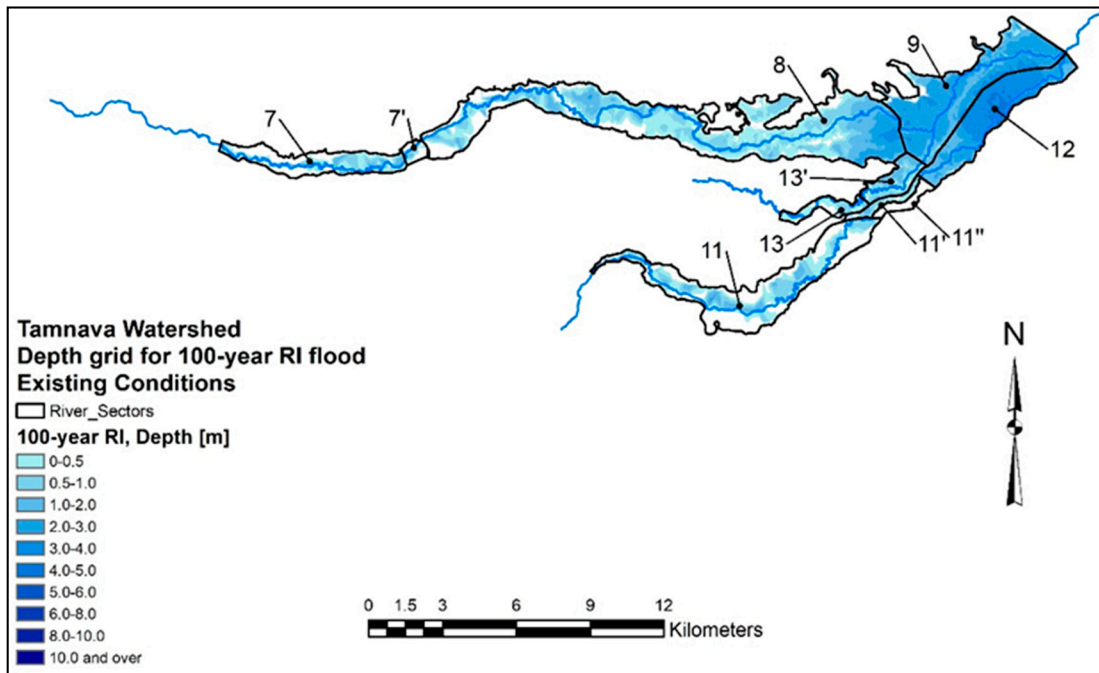 9
8
7
7'
12
13'
13
11'
11"
11
Tamnava Watershed
Depth grid for 100-year RI flood
Existing Conditions
River_Sectors
100-year RI, Depth [m]
0-0.5
0.5-1.0
1.0-2.0
2.0-3.0
3.0-4.0
4.0-5.0
5.0-6.0
6.0-8.0
8.0-10.0
10.0 and over
N
0 1.5 3 6 9 12
Kilometers